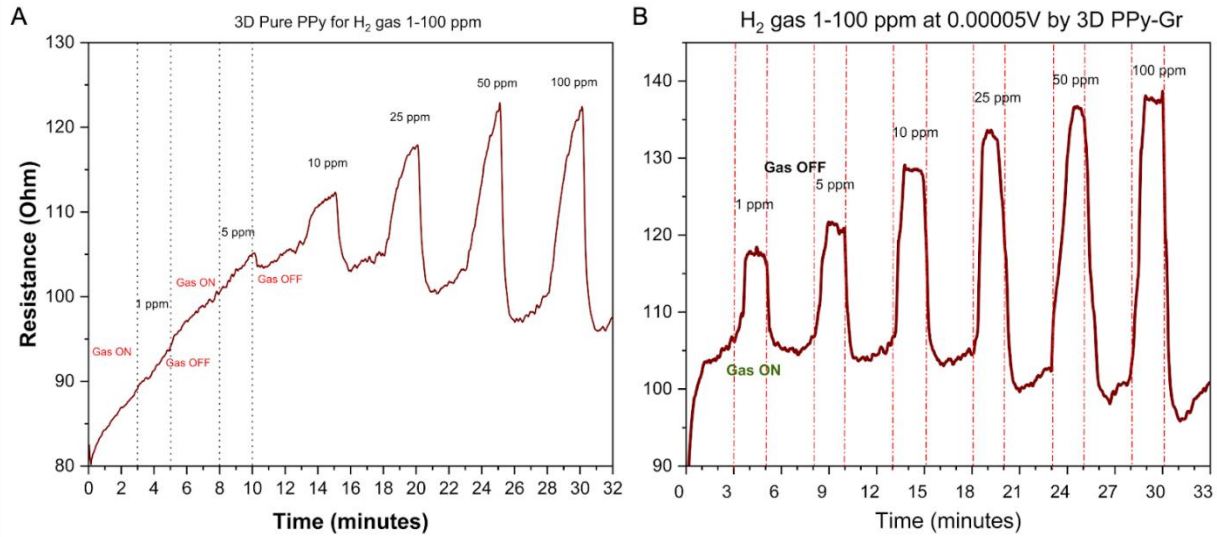 A
3D Pure PPy for H₂ gas 1-100 ppm
130
120
110
100
90
80
Resistance (Ohm)
50 ppm
100 ppm
25 ppm
10 ppm
5 ppm
Gas ON
Gas OFF
1 ppm
Gas ON
Gas OFF
0 2 4 6 8 10 12 14 16 18 20 22 24 26 28 30 32
Time (minutes)
B
H₂ gas 1-100 ppm at 0.00005V by 3D PPy-Gr
140
130
120
110
100
90
100 ppm
50 ppm
25 ppm
10 ppm
Gas OFF
5 ppm
1 ppm
Gas ON
0 3 6 9 12 15 18 21 24 27 30 33
Time (minutes)